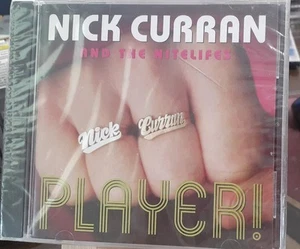 NICK CURRAN
AND THE NITELIFES
Nick Curran
PLAYER!